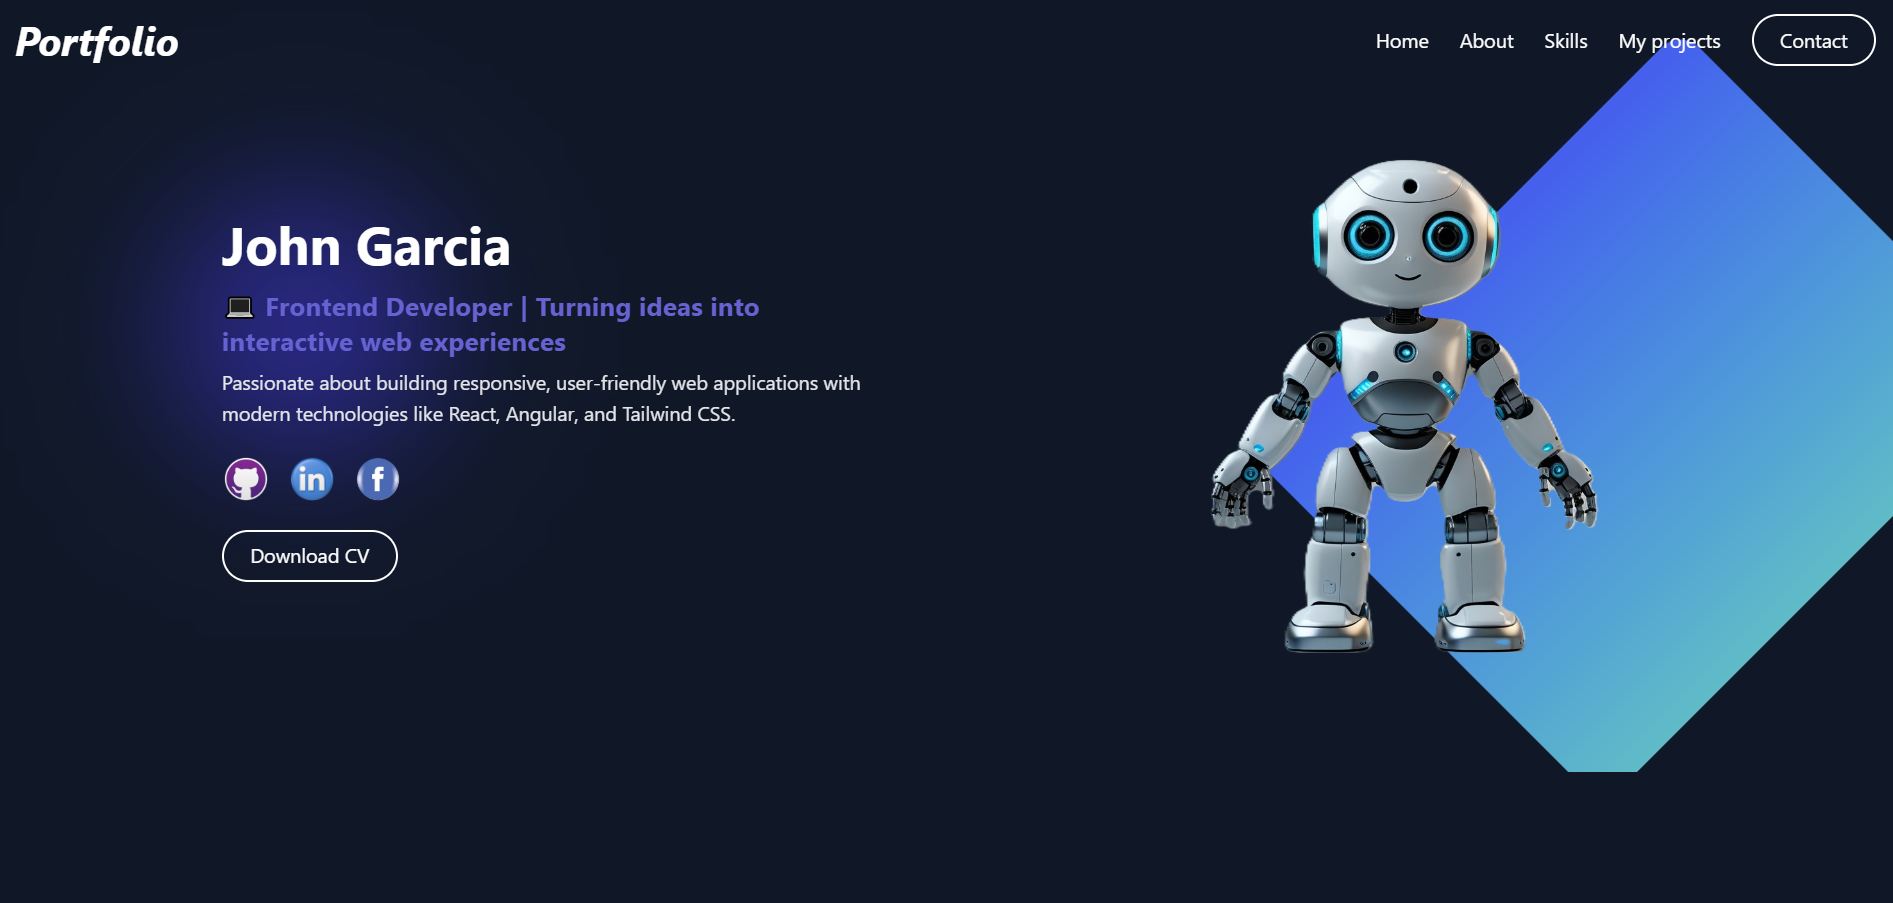 Portfolio
Home About Skills My projects Contact
John Garcia
💻 Frontend Developer | Turning ideas into
interactive web experiences
Passionate about building responsive, user-friendly web applications with
modern technologies like React, Angular, and Tailwind CSS.
in f
Download CV